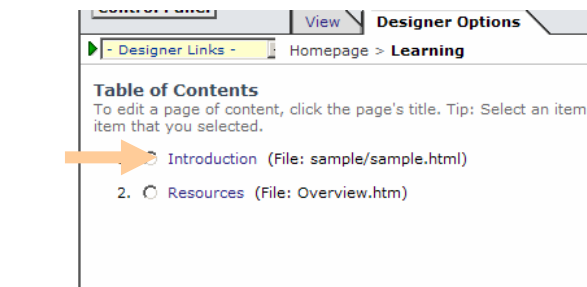 Control Panel
View Designer Options
- Designer Links - Homepage > Learning
Table of Contents
To edit a page of content, click the page's title. Tip: Select an item
item that you selected.
Introduction (File: sample/sample.html)
2. Resources (File: Overview.htm)